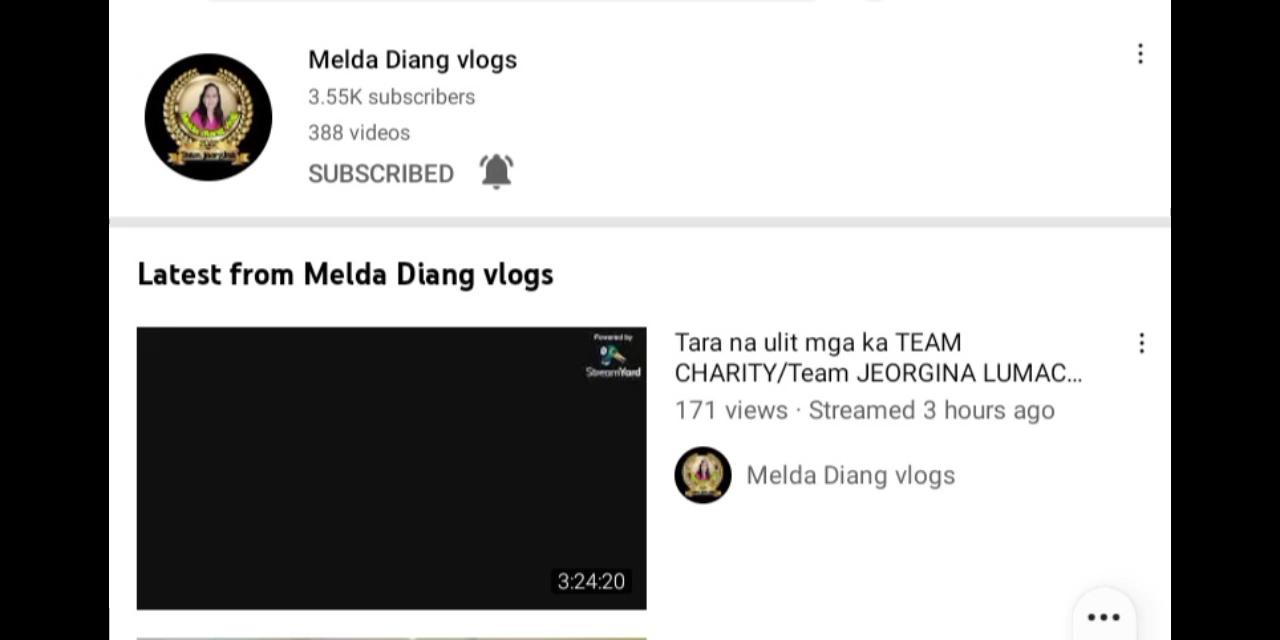 Melda Diang vlogs
3.55K subscribers
388 videos
SUBSCRIBED
Latest from Melda Diang vlogs
Powered by
StreamYard
3:24:20
Tara na ulit mga ka TEAM
CHARITY/Team JEORGINA LUMAC...
171 views · Streamed 3 hours ago
Melda Diang vlogs